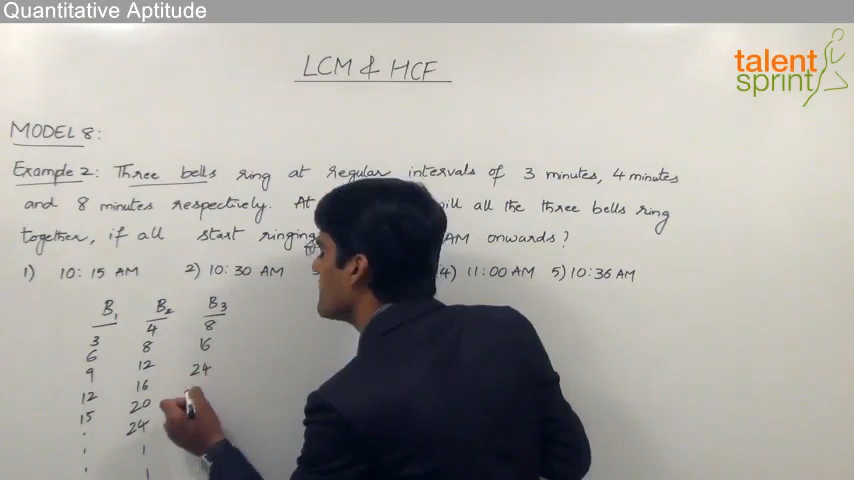 Quantitative Aptitude
LCM & HCF
talent
sprint
MODEL 8:
Example 2: Three bells ring at regular intervals of 3 minutes, 4 minutes
and 8 minutes respectively. At will all the three bells ring
together, if all start ringing AM onwards?
1) 10:15 AM 2) 10:30 AM 4) 11:00 AM 5) 10:36 AM
B1 B2 B3
3 4 8
6 8 16
9 12 24
12 16
15 20
24